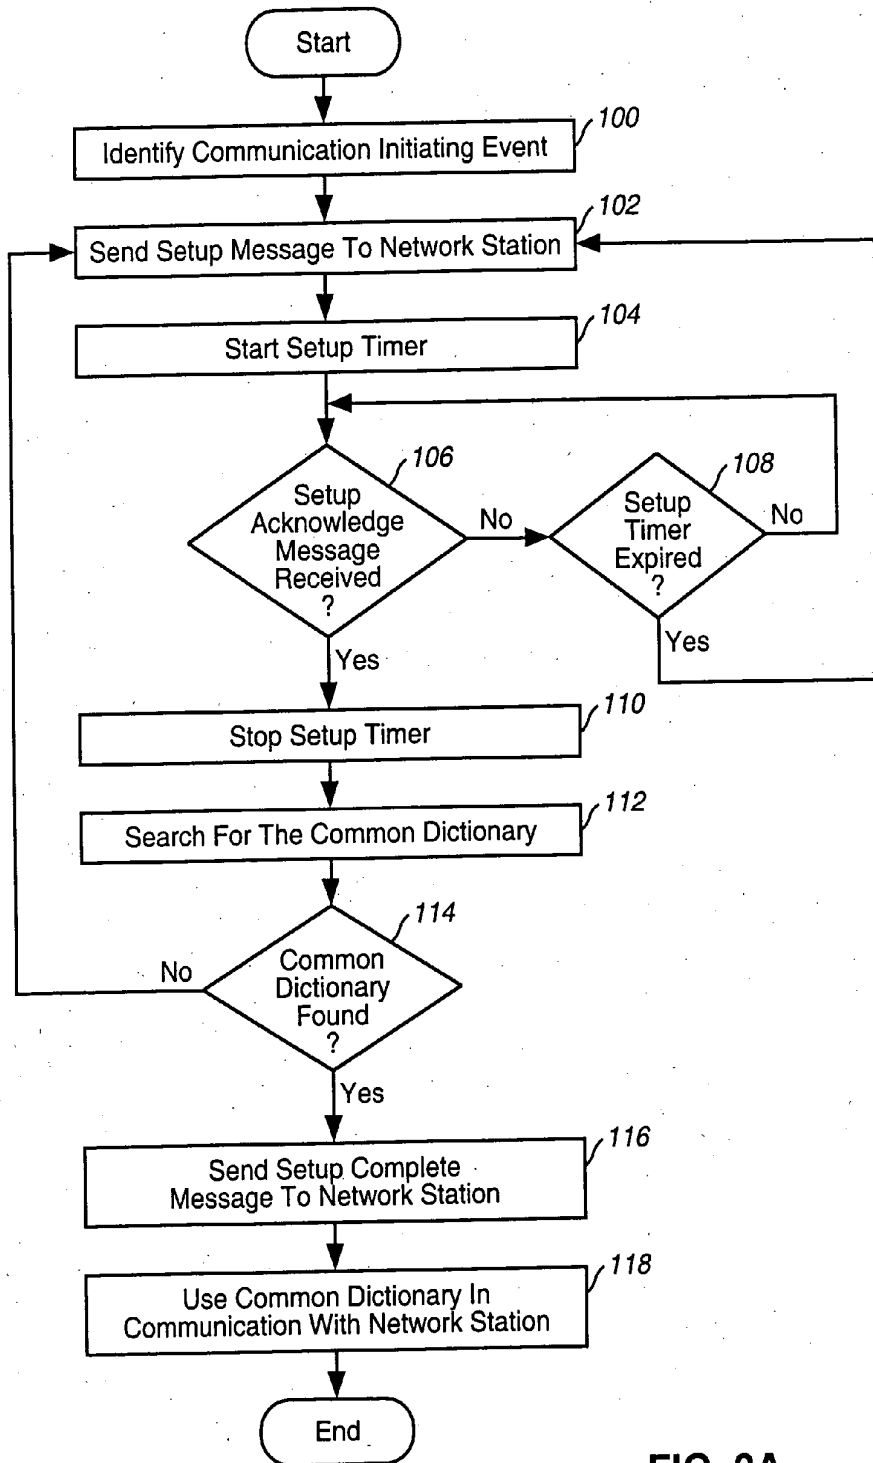 Start
100
Identify Communication Initiating Event
102
Send Setup Message To Network Station
104
Start Setup Timer
106
Setup
Acknowledge
Message
Received
?
No
108
Setup
Timer
Expired
?
No
Yes
Yes
110
Stop Setup Timer
112
Search For The Common Dictionary
114
Common
Dictionary
Found
?
No
Yes
116
Send Setup Complete
Message To Network Station
118
Use Common Dictionary In
Communication With Network Station
End